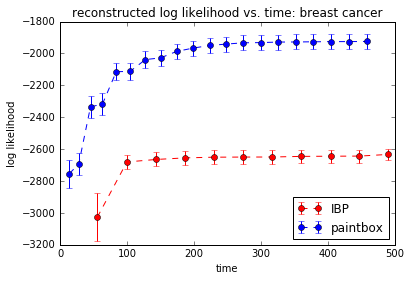 reconstructed log likelihood vs. time: breast cancer
−1800
−2000
−2200
−2400
−2600
−2800
−3000
−3200
log likelihood
IBP
paintbox
0 100 200 300 400 500
time